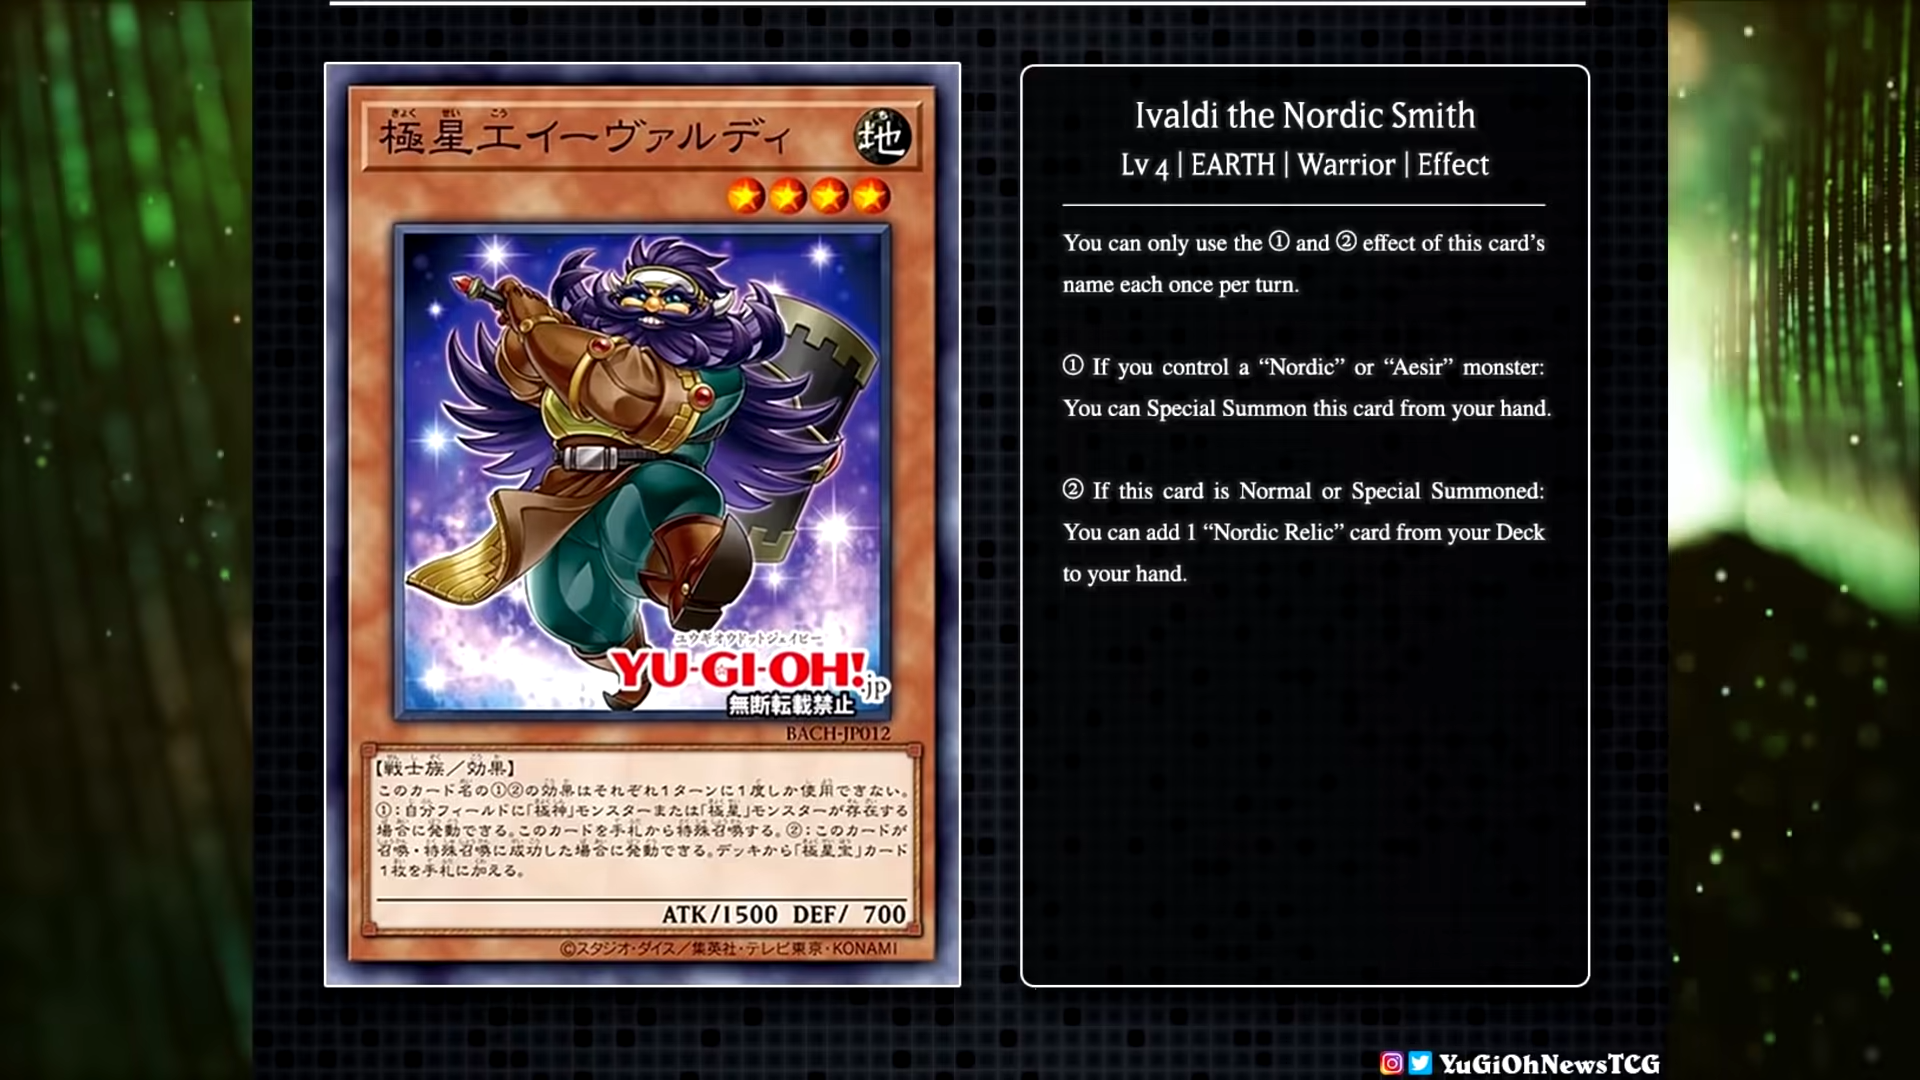 極星エイーヴァルディ
地
ユウギオウドットジェイピー
YU-GI-OH!
.jp
無断転載禁止
BACH-JP012
【戦士族／効果】
このカード名の①②の効果はそれぞれ１ターンに１度しか使用できない。
①：自分フィールドに「極神」モンスターまたは「極星」モンスターが存在する
場合に発動できる。このカードを手札から特殊召喚する。②：このカードが
召喚・特殊召喚に成功した場合に発動できる。デッキから「極星宝」カード
１枚を手札に加える。
ATK/1500 DEF/ 700
©スタジオ・ダイス／集英社・テレビ東京・KONAMI
Ivaldi the Nordic Smith
Lv 4 | EARTH | Warrior | Effect
You can only use the ① and ② effect of this card’s
name each once per turn.
① If you control a “Nordic” or “Aesir” monster:
You can Special Summon this card from your hand.
② If this card is Normal or Special Summoned:
You can add 1 “Nordic Relic” card from your Deck
to your hand.
YuGiOhNewsTCG